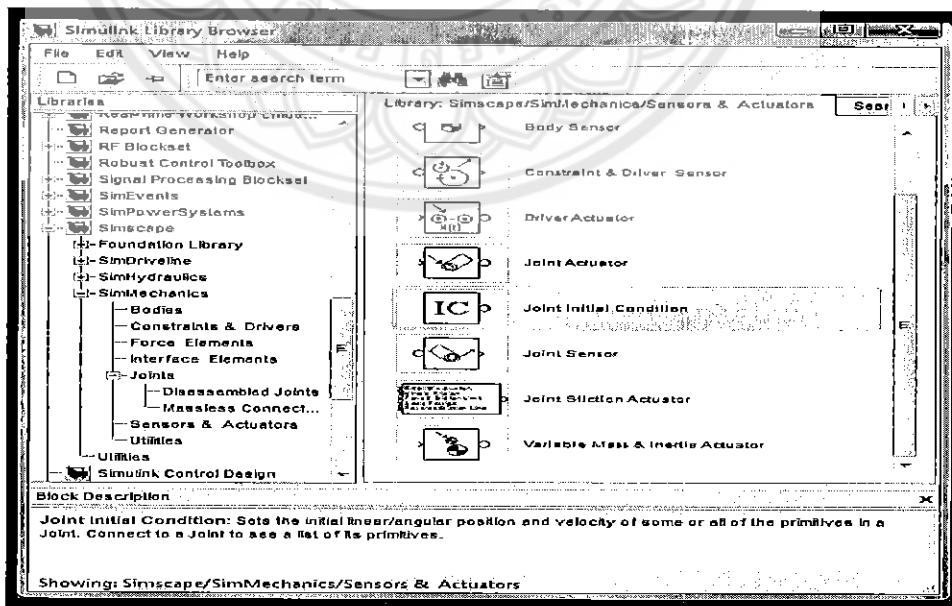 Simulink Library Browser
File Edit View Help
Enter search term
Libraries
Report Generator
RF Blockset
Robust Control Toolbox
Signal Processing Blockset
SimEvents
SimPowerSystems
Simscape
Foundation Library
SimDriveline
SimHydraulics
SimMechanics
Bodies
Constraints & Drivers
Force Elements
Interface Elements
Joints
Disassembled Joints
Massless Connect...
Sensors & Actuators
Utilities
Utilities
Simulink Control Design
Library: Simscape/SimMechanics/Sensors & Actuators
Sear
Body Sensor
Constraint & Driver Sensor
Driver Actuator
Joint Actuator
IC
Joint Initial Condition
Joint Sensor
Joint Stiction Actuator
Variable Mass & Inertia Actuator
Block Description
Joint Initial Condition: Sets the initial linear/angular position and velocity of some or all of the primitives in a
Joint. Connect to a Joint to see a list of its primitives.
Showing: Simscape/SimMechanics/Sensors & Actuators